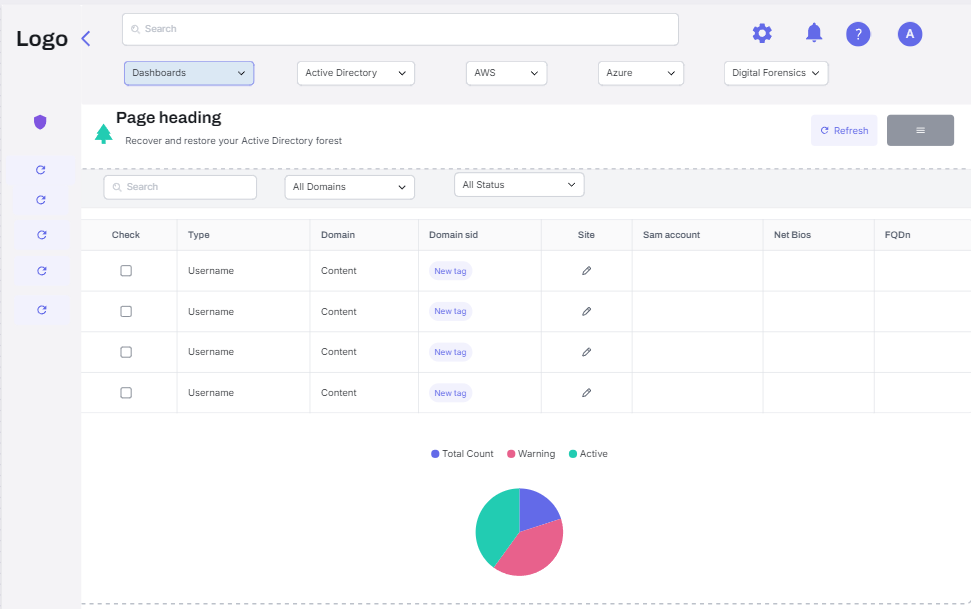 Logo
Search
?
A
Dashboards
Active Directory
AWS
Azure
Digital Forensics
Page heading
Recover and restore your Active Directory forest
Refresh
Search
All Domains
All Status
Check Type Domain Domain sid Site Sam account Net Bios FQDn
Username Content New tag
Username Content New tag
Username Content New tag
Username Content New tag
Total Count Warning Active